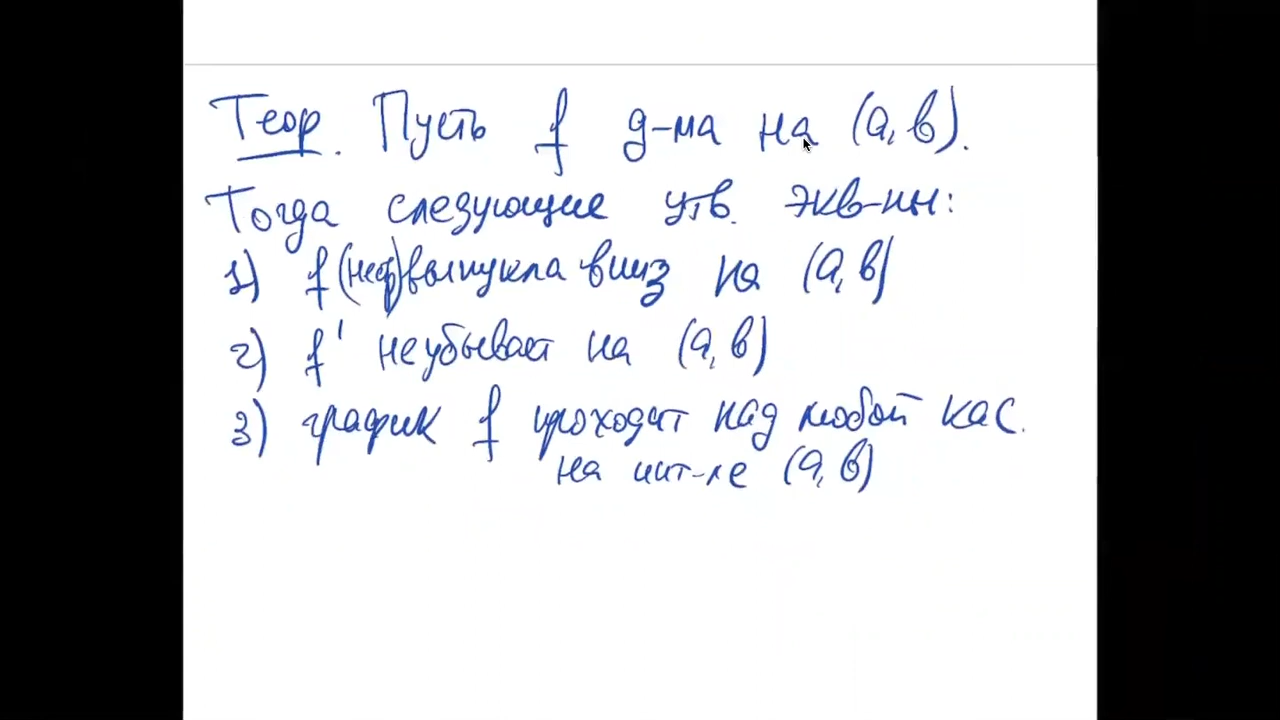 Теор. Пусть f д-ма на (a, b).
Тогда следующие утв. экв-ны:
1) f (нестр) выпукла вниз на (a, b)
2) f' неубывает на (a, b)
3) график f проходит над любой кас.
на инт-ле (a, b)